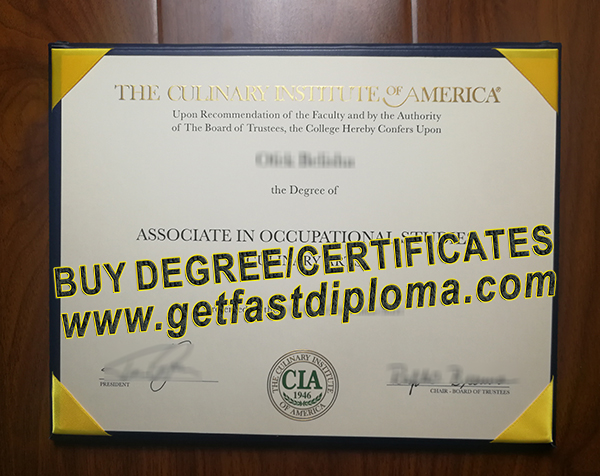 THE CULINARY INSTITUTE OF AMERICA®
Upon Recommendation of the Faculty and by the Authority
of The Board of Trustees, the College Hereby Confers Upon
the Degree of
ASSOCIATE IN OCCUPATIONAL STUDIES
BUY DEGREE/CERTIFICATES
www.getfastdiploma.com
PRESIDENT
THE CULINARY INSTITUTE
CIA
1946
OF AMERICA
CHAIR - BOARD OF TRUSTEES